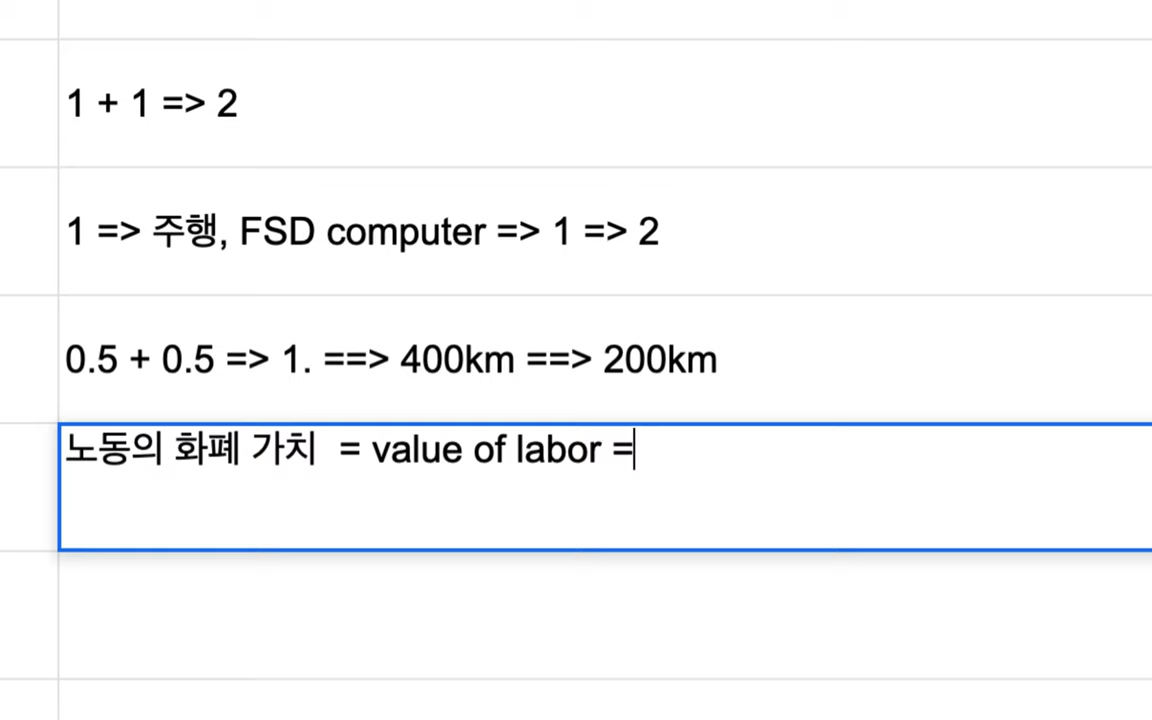 1 + 1 => 2
1 => 주행, FSD computer => 1 => 2
0.5 + 0.5 => 1. ==> 400km ==> 200km
노동의 화폐 가치  = value of labor =